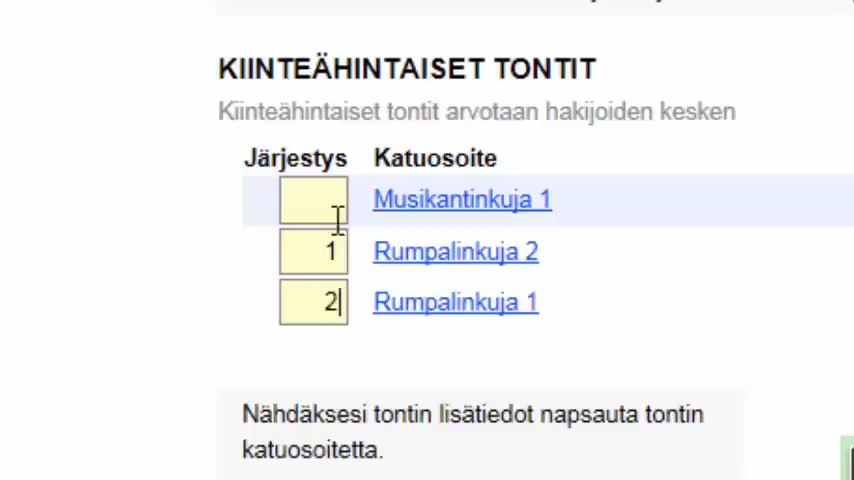 KIINTEÄHINTAISET TONTIT
Kiinteähintaiset tontit arvotaan hakijoiden kesken
Järjestys Katuosoite
Musikantinkuja 1
1 Rumpalinkuja 2
2 Rumpalinkuja 1
Nähdäksesi tontin lisätiedot napsauta tontin
katuosoitetta.